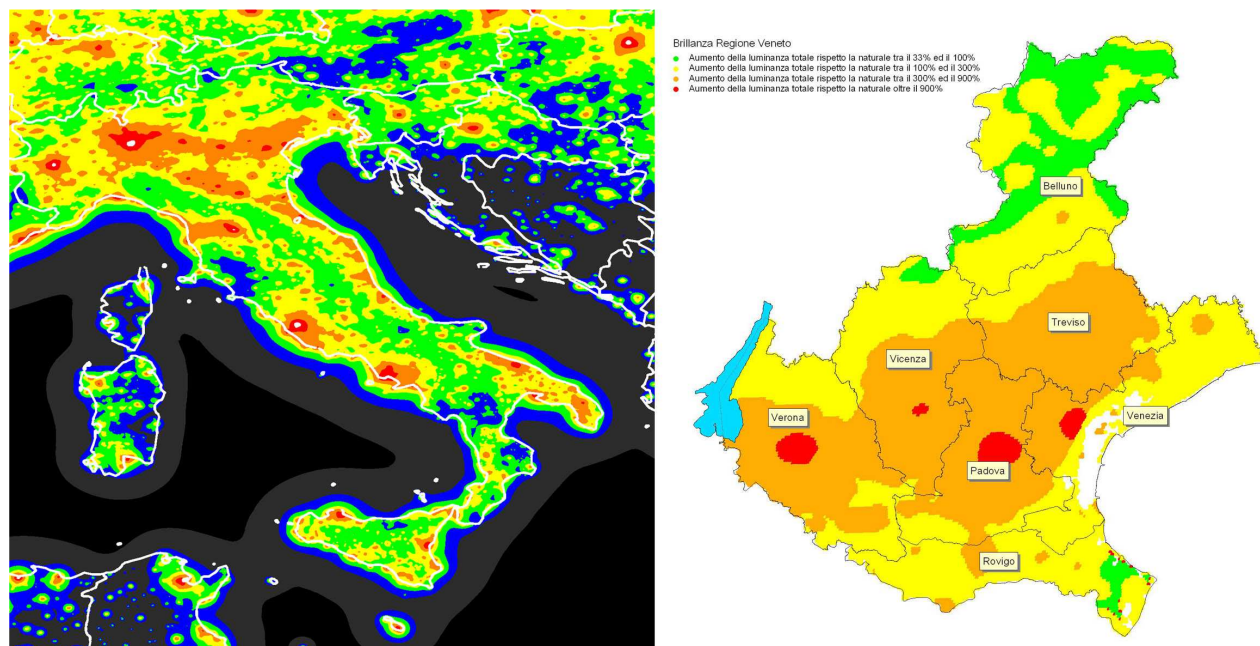 Brillanza Regione Veneto
Aumento della luminanza totale rispetto la naturale tra il 33% ed il 100%
Aumento della luminanza totale rispetto la naturale tra il 100% ed il 300%
Aumento della luminanza totale rispetto la naturale tra il 300% ed il 900%
Aumento della luminanza totale rispetto la naturale oltre il 900%
Belluno
Treviso
Vicenza
Venezia
Verona
Padova
Rovigo